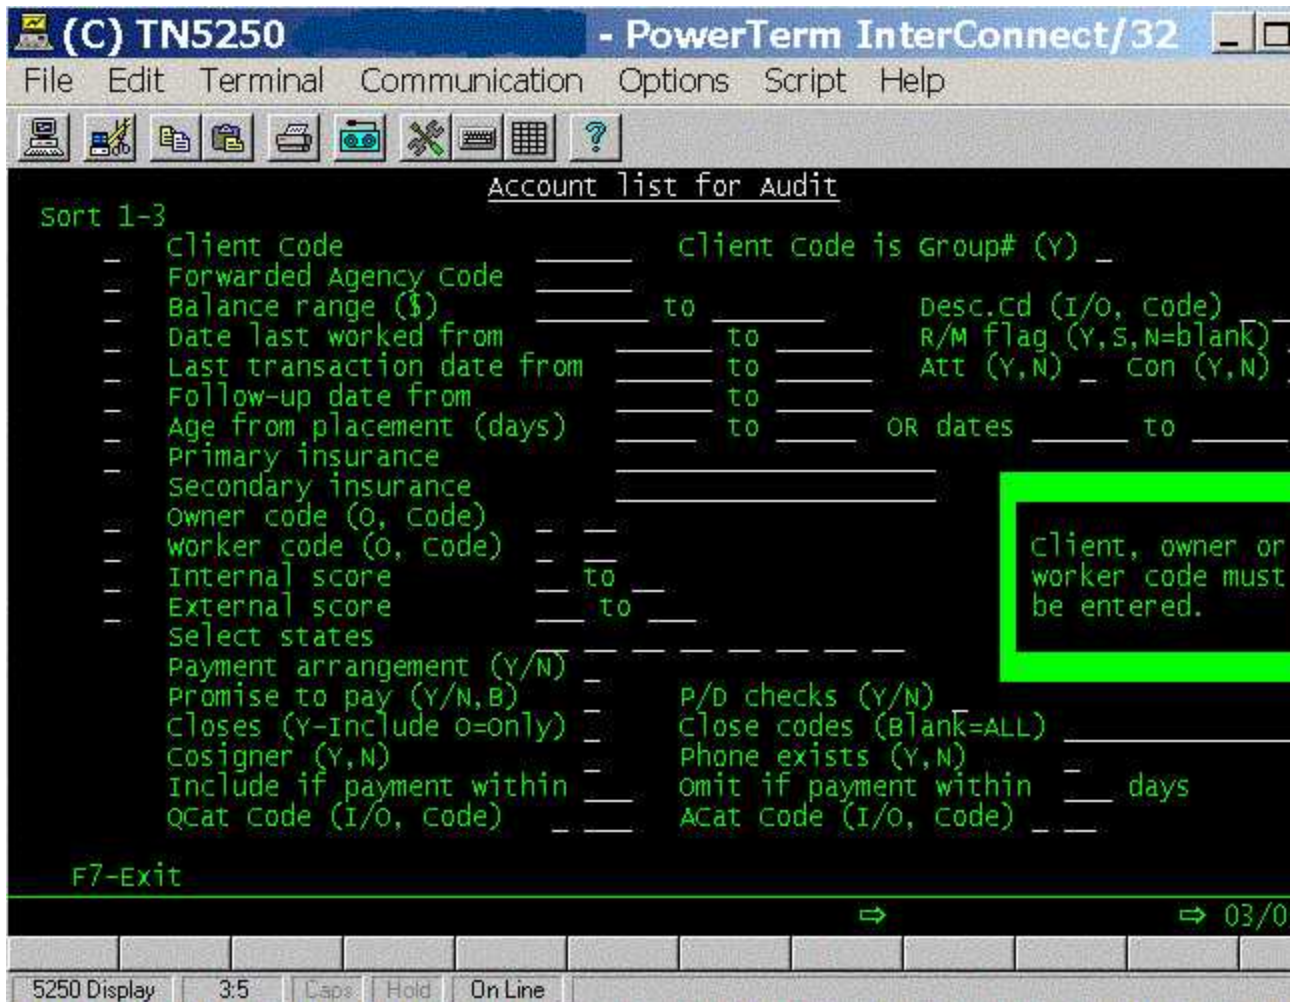 (C) TN5250 - PowerTerm InterConnect/32
File Edit Terminal Communication Options Script Help
Account list for Audit
Sort 1-3
Client Code Client Code is Group# (Y)
Forwarded Agency Code
Balance range ($) to Desc.Cd (I/O, Code)
Date last worked from to R/M flag (Y,S,N=blank)
Last transaction date from to Att (Y,N) Con (Y,N)
Follow-up date from to
Age from placement (days) to OR dates to
Primary insurance
Secondary insurance
Owner code (O, Code)
Worker code (O, Code)
Client, owner or
Internal score to
worker code must
External score to
be entered.
Select states
Payment arrangement (Y/N)
Promise to pay (Y/N,B) P/D checks (Y/N)
Closes (Y-Include O=Only) Close codes (Blank=ALL)
Cosigner (Y,N) Phone exists (Y,N)
Include if payment within Omit if payment within days
QCat Code (I/O, Code) ACat Code (I/O, Code)
F7-Exit
⇨ ⇨ 03/0
5250 Display 3:5 Caps Hold On Line